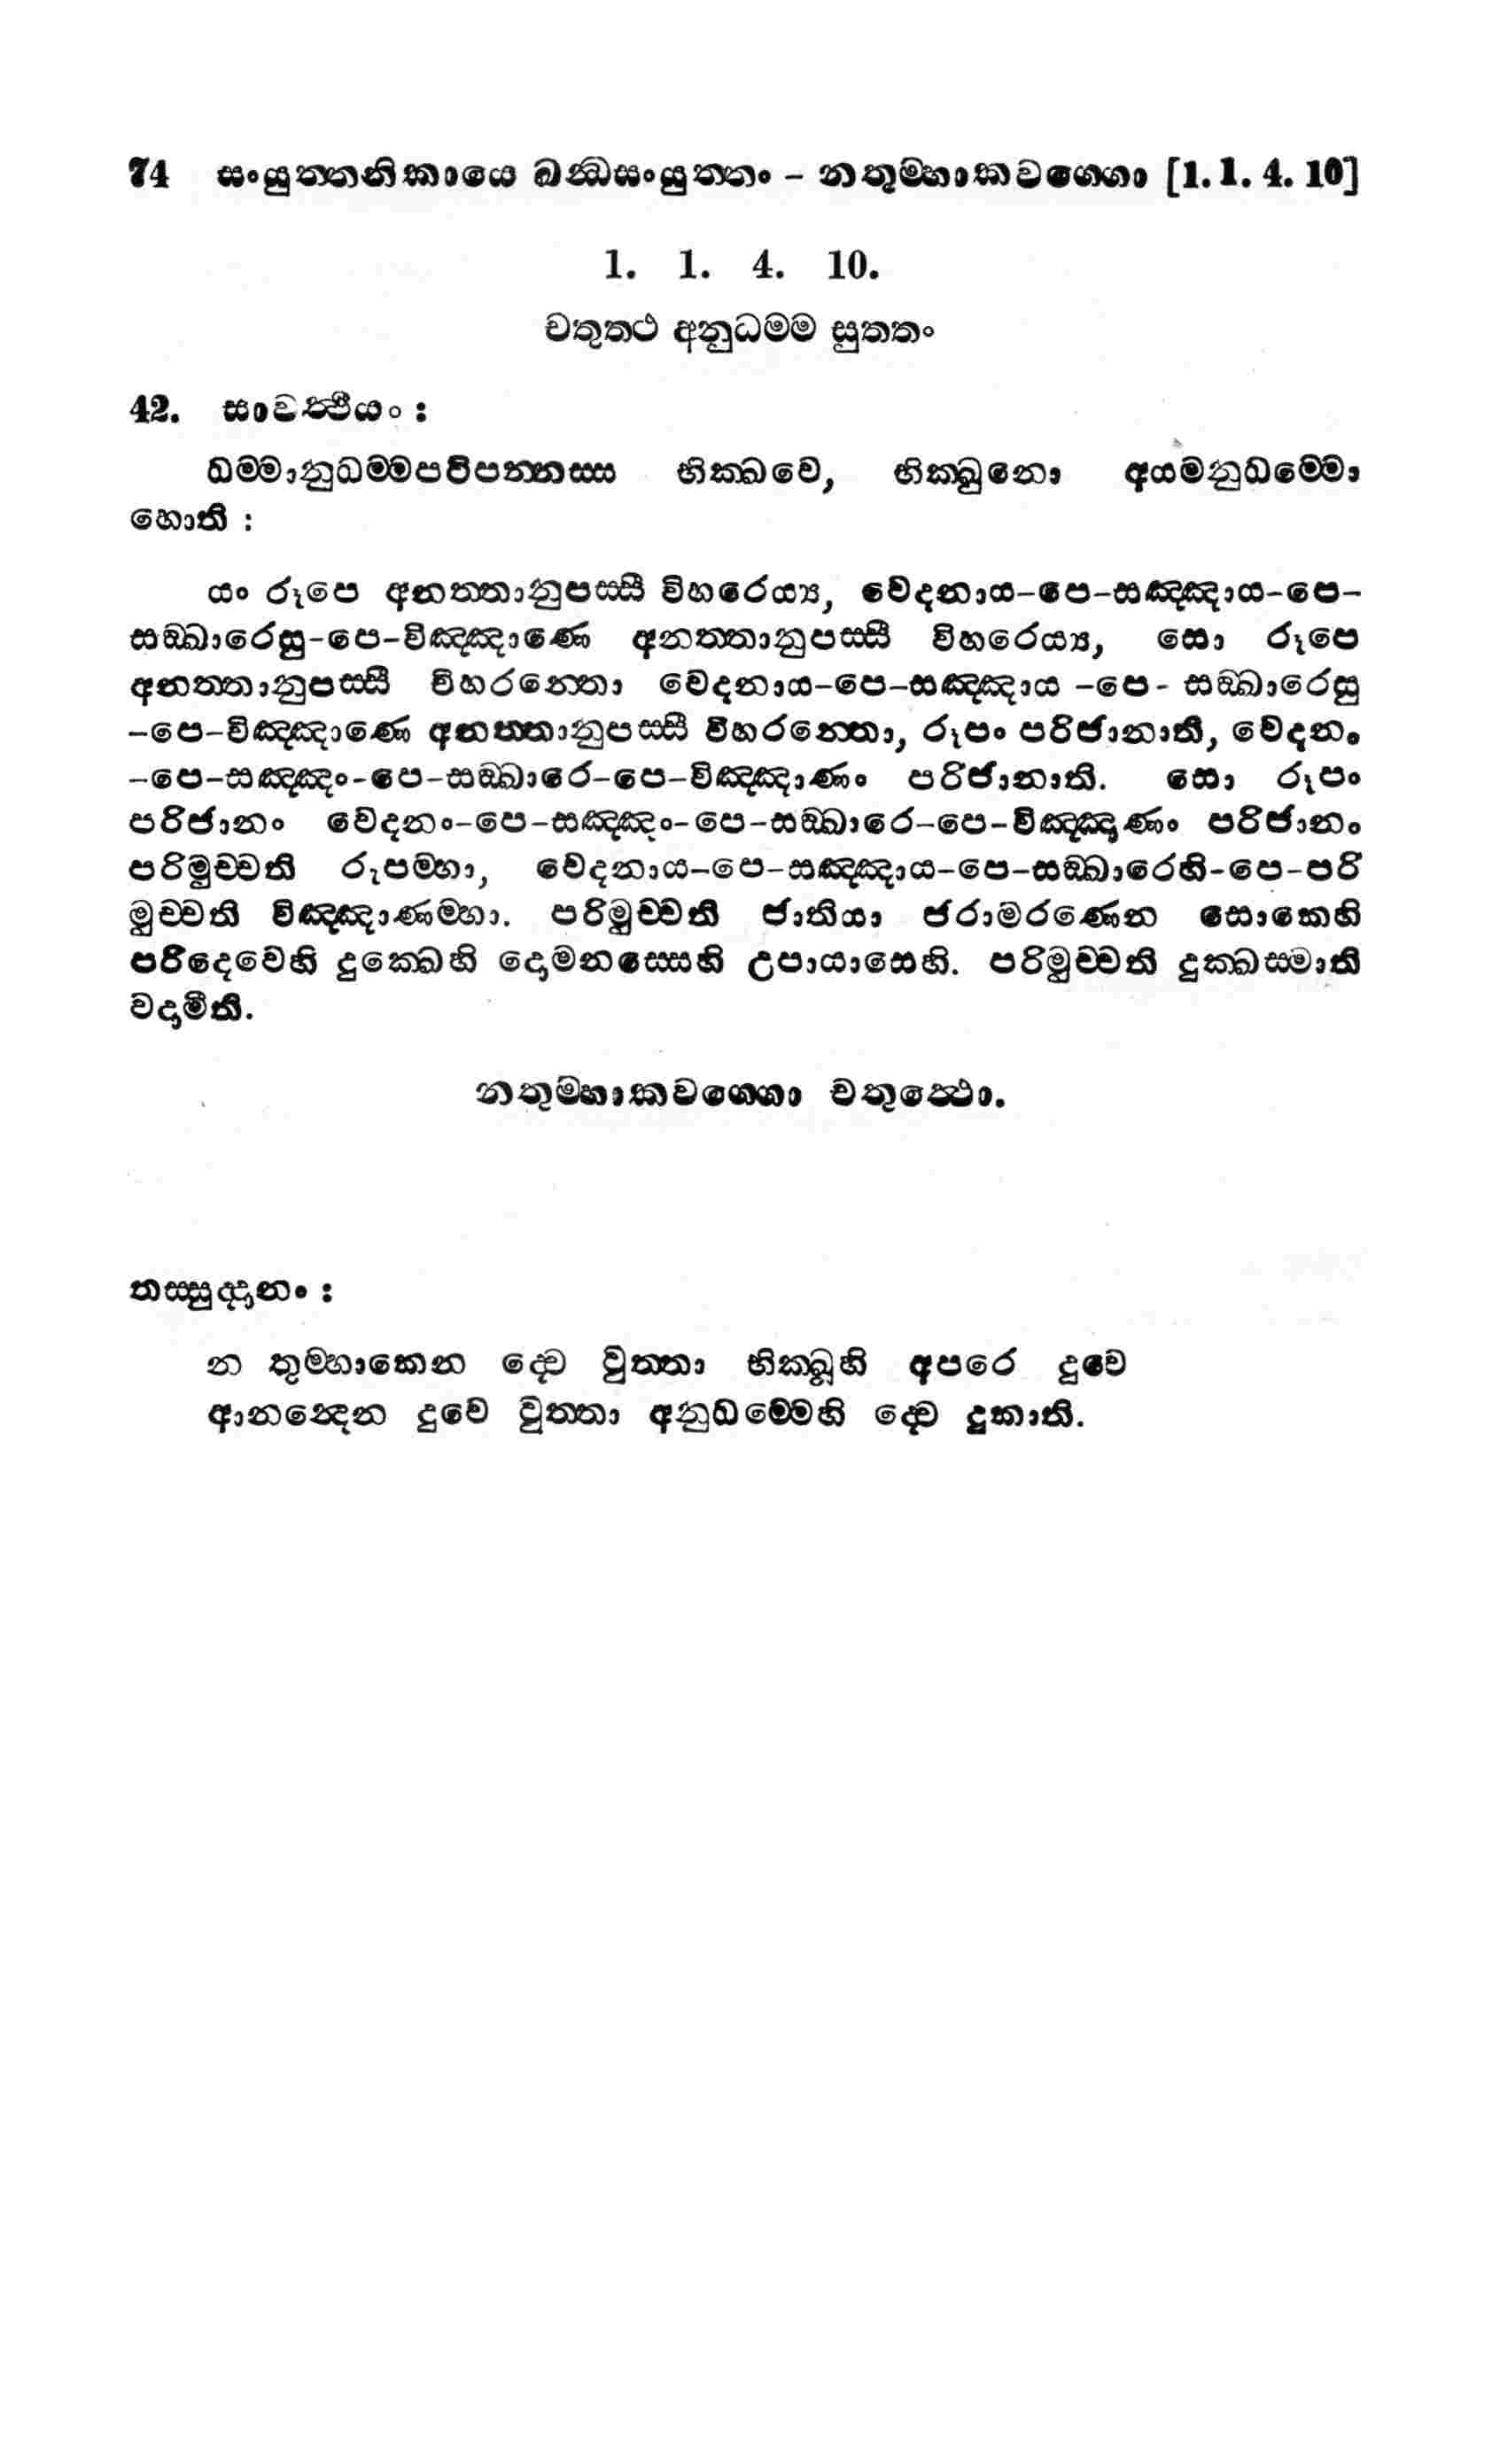 74 සංයුත්තනිකායෙ ඛන්ධසංයුත්තං - නතුම්හාකවග්ගො [1. 1. 4. 10]
1. 1. 4. 10.
චතුත්ථ අනුධම්ම සුත්තං
42. සාවත්ථියං :
ධම්මානුධම්මපටිපන්නස්ස භික්ඛවෙ, භික්ඛුනො අයමනුධම්මො
හොති :
යං රූපෙ අනත්තානුපස්සී විහරෙය්‍ය, වෙදනාය-පෙ-සඤ්ඤාය-පෙ-
සඞ්ඛාරෙසු-පෙ-විඤ්ඤාණෙ අනත්තානුපස්සී විහරෙය්‍ය, සො රූපෙ
අනත්තානුපස්සී විහරන්තො වෙදනාය-පෙ-සඤ්ඤාය -පෙ- සඞ්ඛාරෙසු
-පෙ-විඤ්ඤාණෙ අනත්තානුපස්සී විහරන්තො, රූපං පරිජානාති, වෙදනං
-පෙ-සඤ්ඤං-පෙ-සඞ්ඛාරෙ-පෙ-විඤ්ඤාණං පරිජානාති. සො රූපං
පරිජානං වෙදනං-පෙ-සඤ්ඤං-පෙ-සඞ්ඛාරෙ-පෙ-විඤ්ඤාණං පරිජානං
පරිමුච්චති රූපම්හා, වෙදනාය-පෙ-සඤ්ඤාය-පෙ-සඞ්ඛාරෙහි-පෙ-පරි
මුච්චති විඤ්ඤාණම්හා. පරිමුච්චති ජාතියා ජරාමරණෙන සොකෙහි
පරිදෙවෙහි දුක්ඛෙහි දොමනස්සෙහි උපායාසෙහි. පරිමුච්චති දුක්ඛස්මාති
වදාමීති.
නතුම්හාකවග්ගො චතුත්ථො.
තස්සුද්දානං :
න තුම්හාකෙන ද්වෙ වුත්තා භික්ඛූහි අපරෙ දුවෙ
ආනන්දෙන දුවෙ වුත්තා අනුධම්මෙහි ද්වෙ දුකාති.